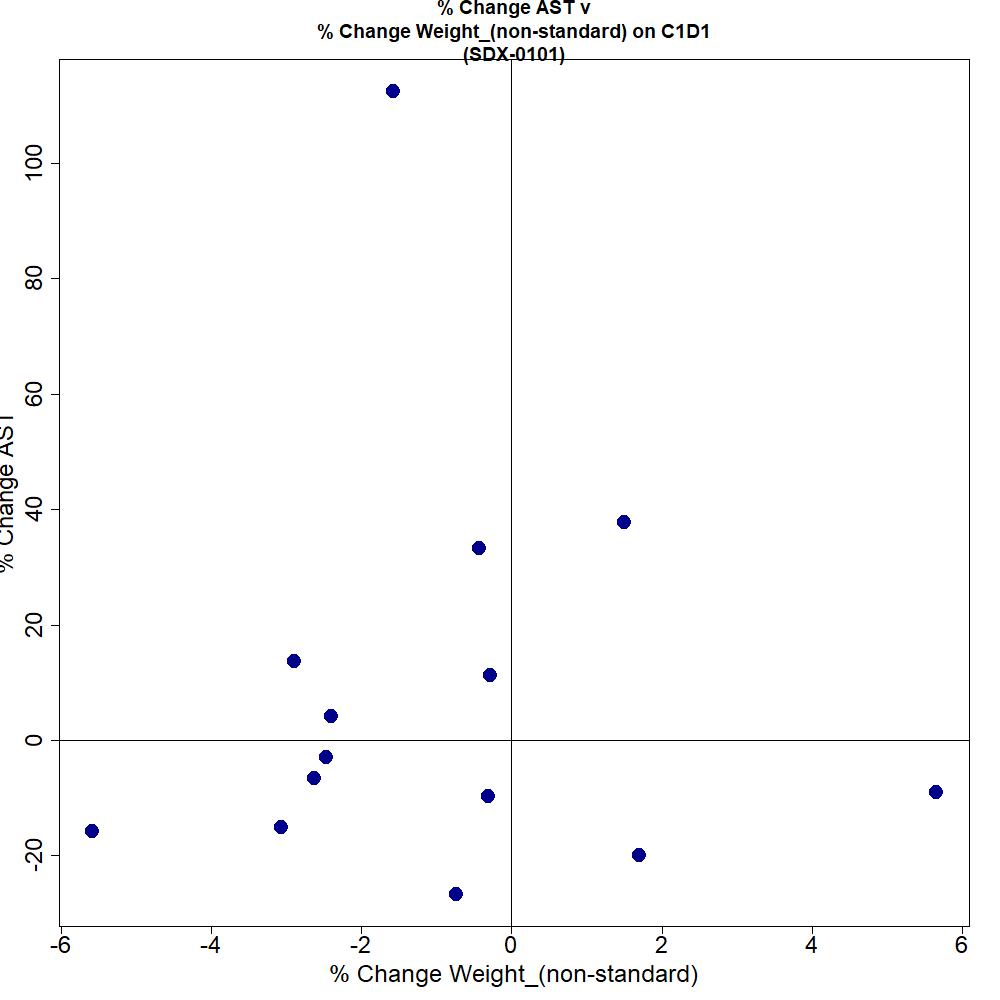 % Change AST v
% Change Weight_(non-standard) on C1D1
(SDX-0101)
% Change AST
100
80
60
40
20
0
-20
-6
-4
-2
0
2
4
6
% Change Weight_(non-standard)